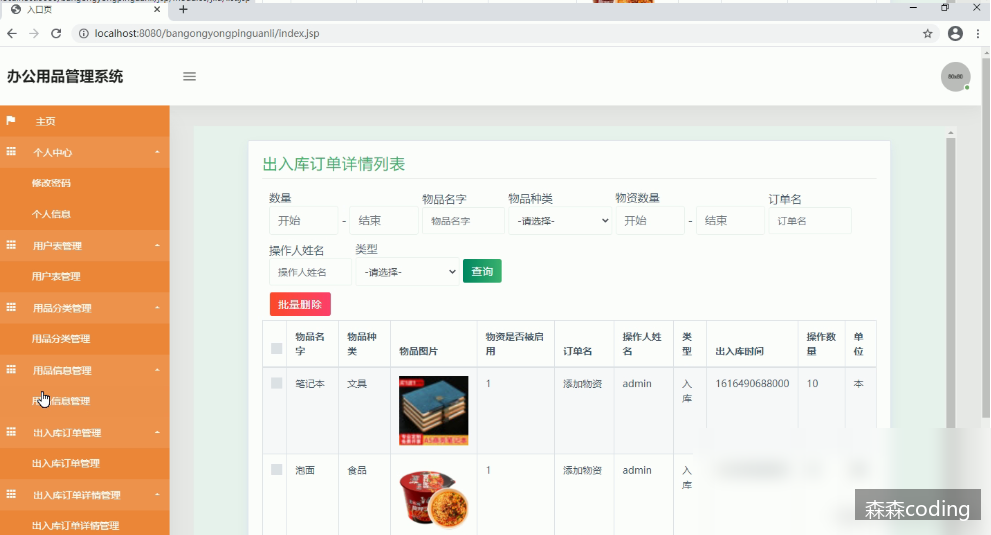 入口页
localhost:8080/bangongyongpinguanli/index.jsp
办公用品管理系统
80x80
主页
个人中心
修改密码
个人信息
用户表管理
用户表管理
用品分类管理
用品分类管理
用品信息管理
信息管理
出入库订单管理
出入库订单管理
出入库订单详情管理
出入库订单详情管理
出入库订单详情列表
数量 物品名字 物品种类 物资数量 订单名
开始 - 结束 物品名字 -请选择- 开始 - 结束 订单名
操作人姓名 类型
操作人姓名 -请选择- 查询
批量删除
物品名字 物品种类 物品图片 物资是否被启用 订单名 操作人姓名 类型 出入库时间 操作数量 单位
笔记本 文具 1 添加物资 admin 入库 1616490688000 10 本
A5商务笔记本
泡面 食品 1 添加物资 admin 入库
森森coding